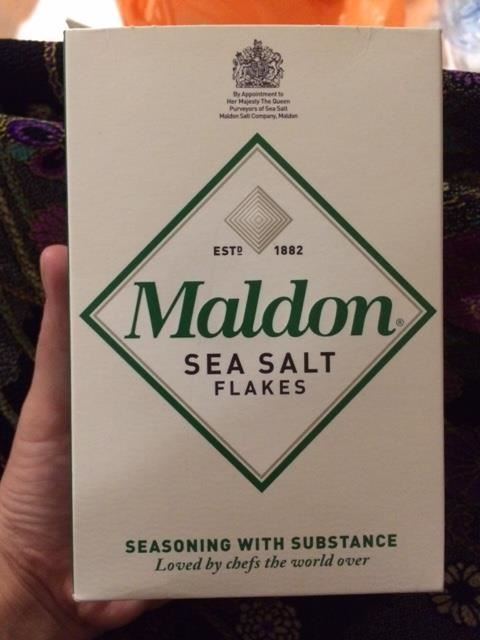 By Appointment to
Her Majesty The Queen
Purveyors of Sea Salt
Maldon Salt Company, Maldon
ESTD 1882
Maldon®
SEA SALT
FLAKES
SEASONING WITH SUBSTANCE
Loved by chefs the world over